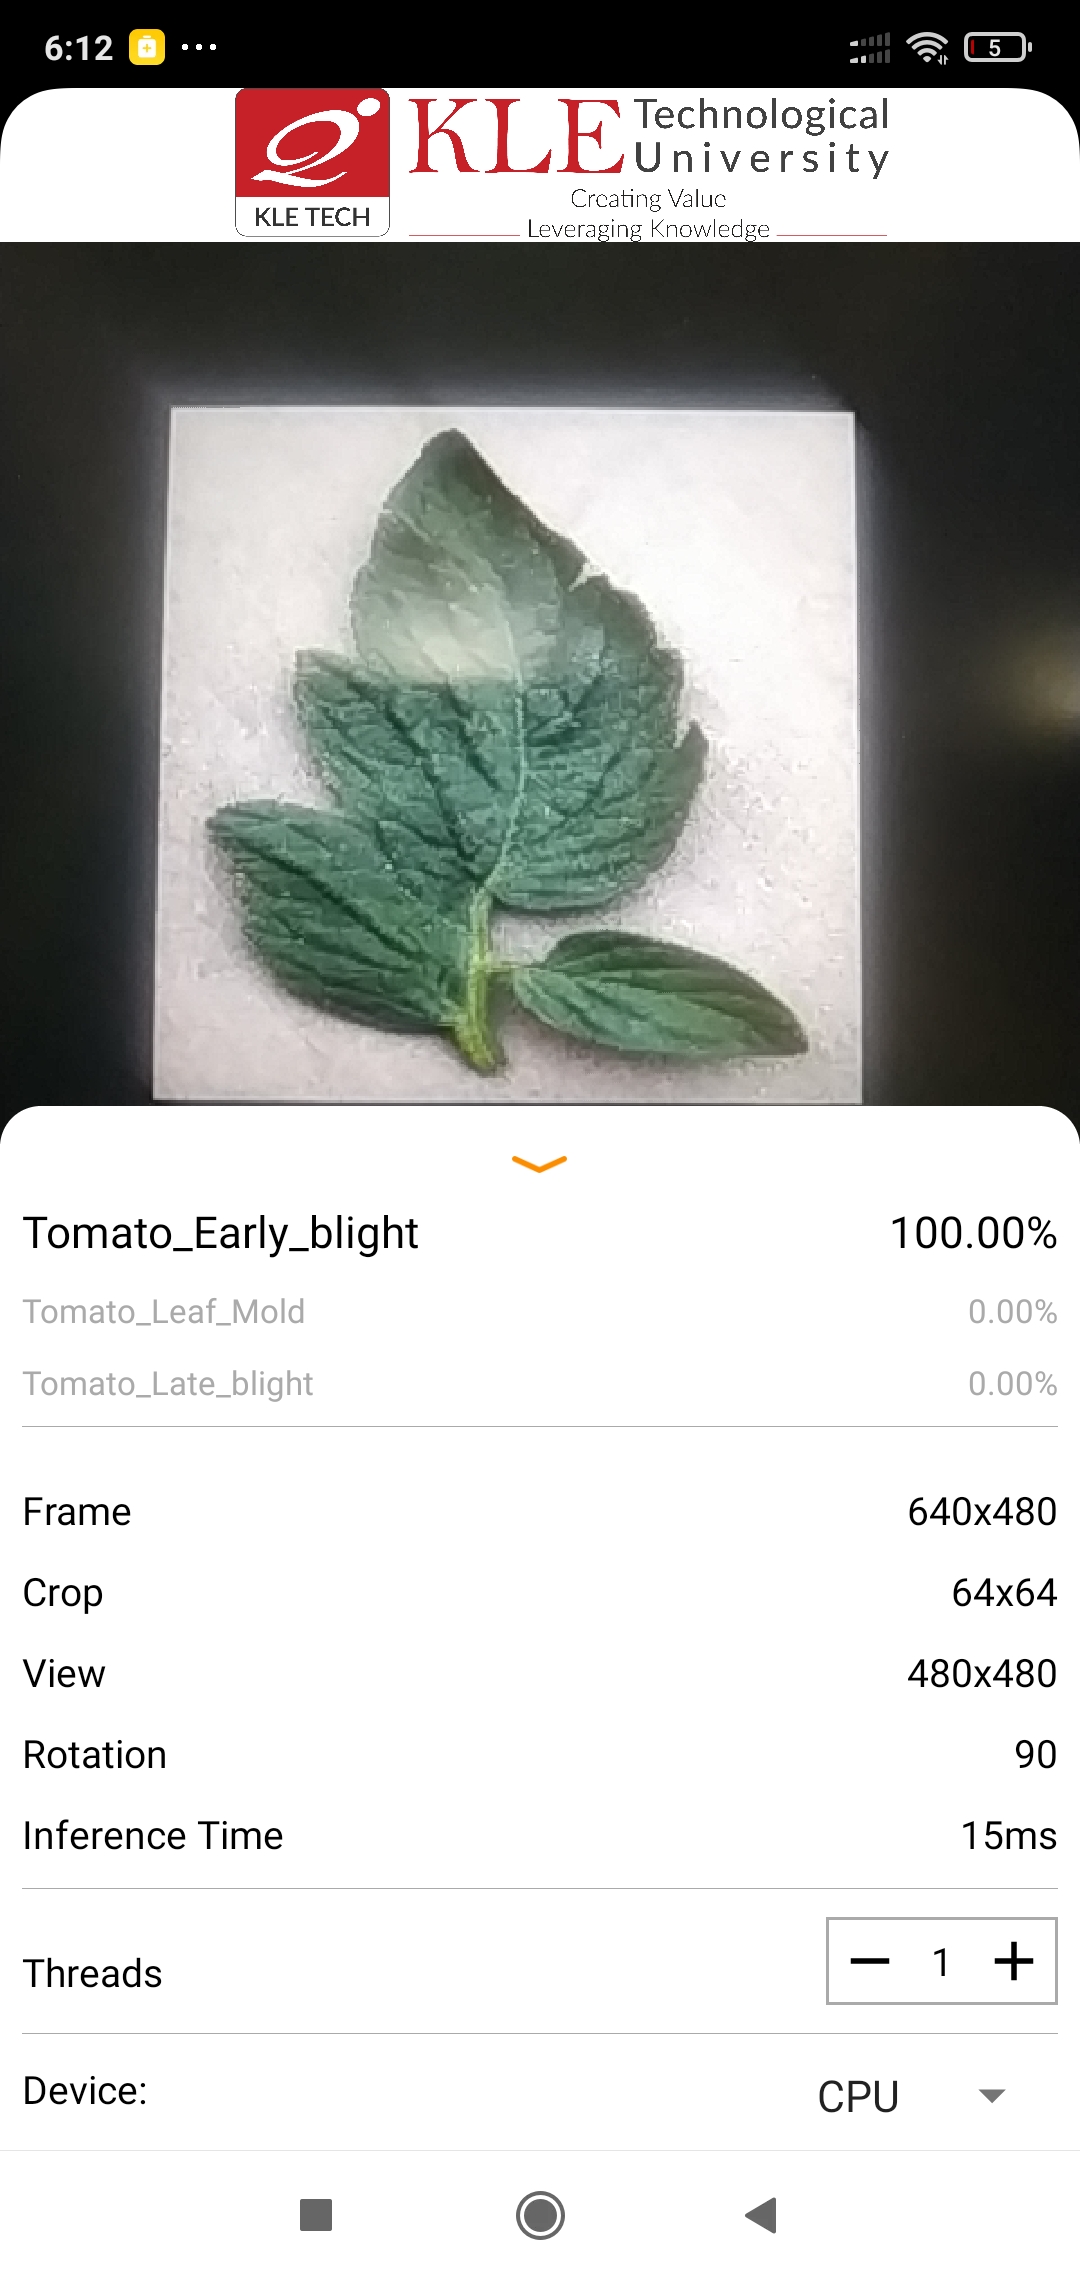 6:12
5
KLE TECH
KLE Technological
University
Creating Value
Leveraging Knowledge
Tomato_Early_blight 100.00%
Tomato_Leaf_Mold 0.00%
Tomato_Late_blight 0.00%
Frame 640x480
Crop 64x64
View 480x480
Rotation 90
Inference Time 15ms
Threads 1
Device: CPU